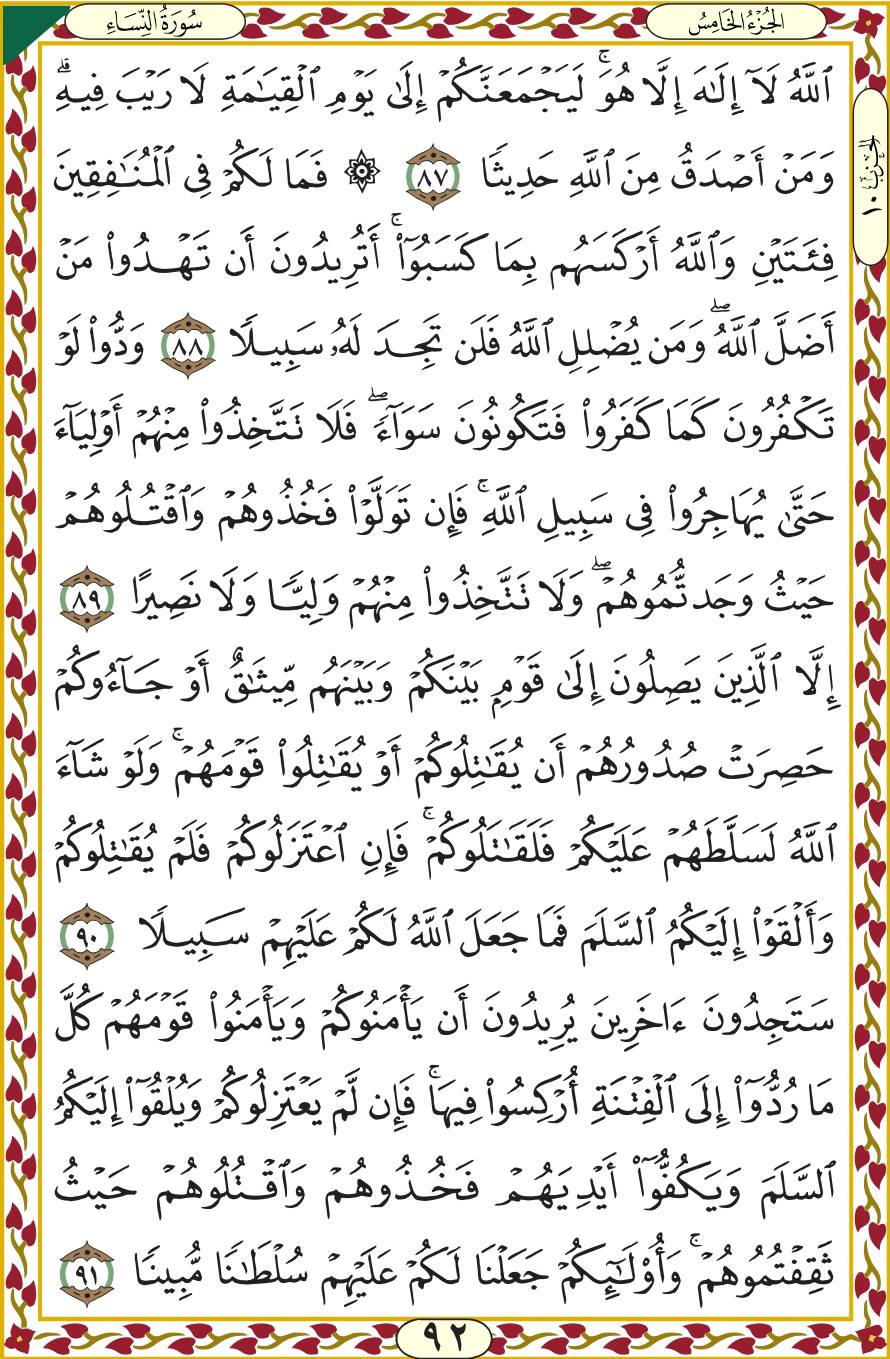 الجُزْءُ الخَامِسُ
سُورَةُ النِّسَاءِ
ٱللَّهُ لَآ إِلَٰهَ إِلَّا هُوَۚ لَيَجۡمَعَنَّكُمۡ إِلَىٰ يَوۡمِ ٱلۡقِيَٰمَةِ لَا رَيۡبَ فِيهِۗ
وَمَنۡ أَصۡدَقُ مِنَ ٱللَّهِ حَدِيثٗا ٨٧ ۞ فَمَا لَكُمۡ فِي ٱلۡمُنَٰفِقِينَ
فِئَتَيۡنِ وَٱللَّهُ أَرۡكَسَهُم بِمَا كَسَبُوٓاْۚ أَتُرِيدُونَ أَن تَهۡدُواْ مَنۡ
أَضَلَّ ٱللَّهُۖ وَمَن يُضۡلِلِ ٱللَّهُ فَلَن تَجِدَ لَهُۥ سَبِيلٗا ٨٨ وَدُّواْ لَوۡ
تَكۡفُرُونَ كَمَا كَفَرُواْ فَتَكُونُونَ سَوَآءٗۖ فَلَا تَتَّخِذُواْ مِنۡهُمۡ أَوۡلِيَآءَ
حَتَّىٰ يُهَاجِرُواْ فِي سَبِيلِ ٱللَّهِۚ فَإِن تَوَلَّوۡاْ فَخُذُوهُمۡ وَٱقۡتُلُوهُمۡ
حَيۡثُ وَجَدتُّمُوهُمۡۖ وَلَا تَتَّخِذُواْ مِنۡهُمۡ وَلِيّٗا وَلَا نَصِيرًا ٨٩
إِلَّا ٱلَّذِينَ يَصِلُونَ إِلَىٰ قَوۡمِۭ بَيۡنَكُمۡ وَبَيۡنَهُم مِّيثَٰقٌ أَوۡ جَآءُوكُمۡ
حَصِرَتۡ صُدُورُهُمۡ أَن يُقَٰتِلُوكُمۡ أَوۡ يُقَٰتِلُواْ قَوۡمَهُمۡۚ وَلَوۡ شَآءَ
ٱللَّهُ لَسَلَّطَهُمۡ عَلَيۡكُمۡ فَلَقَٰتَلُوكُمۡۚ فَإِنِ ٱعۡتَزَلُوكُمۡ فَلَمۡ يُقَٰتِلُوكُمۡ
وَأَلۡقَوۡاْ إِلَيۡكُمُ ٱلسَّلَمَ فَمَا جَعَلَ ٱللَّهُ لَكُمۡ عَلَيۡهِمۡ سَبِيلٗا ٩٠
سَتَجِدُونَ ءَاخَرِينَ يُرِيدُونَ أَن يَأۡمَنُوكُمۡ وَيَأۡمَنُواْ قَوۡمَهُمۡ كُلَّ
مَا رُدُّوٓاْ إِلَى ٱلۡفِتۡنَةِ أُرۡكِسُواْ فِيهَاۚ فَإِن لَّمۡ يَعۡتَزِلُوكُمۡ وَيُلۡقُوٓاْ إِلَيۡكُمُ
ٱلسَّلَمَ وَيَكُفُّوٓاْ أَيۡدِيَهُمۡ فَخُذُوهُمۡ وَٱقۡتُلُوهُمۡ حَيۡثُ
ثَقِفۡتُمُوهُمۡۚ وَأُوْلَٰٓئِكُمۡ جَعَلۡنَا لَكُمۡ عَلَيۡهِمۡ سُلۡطَٰنٗا مُّبِينٗا ٩١
الحِزْبُ ١٠
٩٢